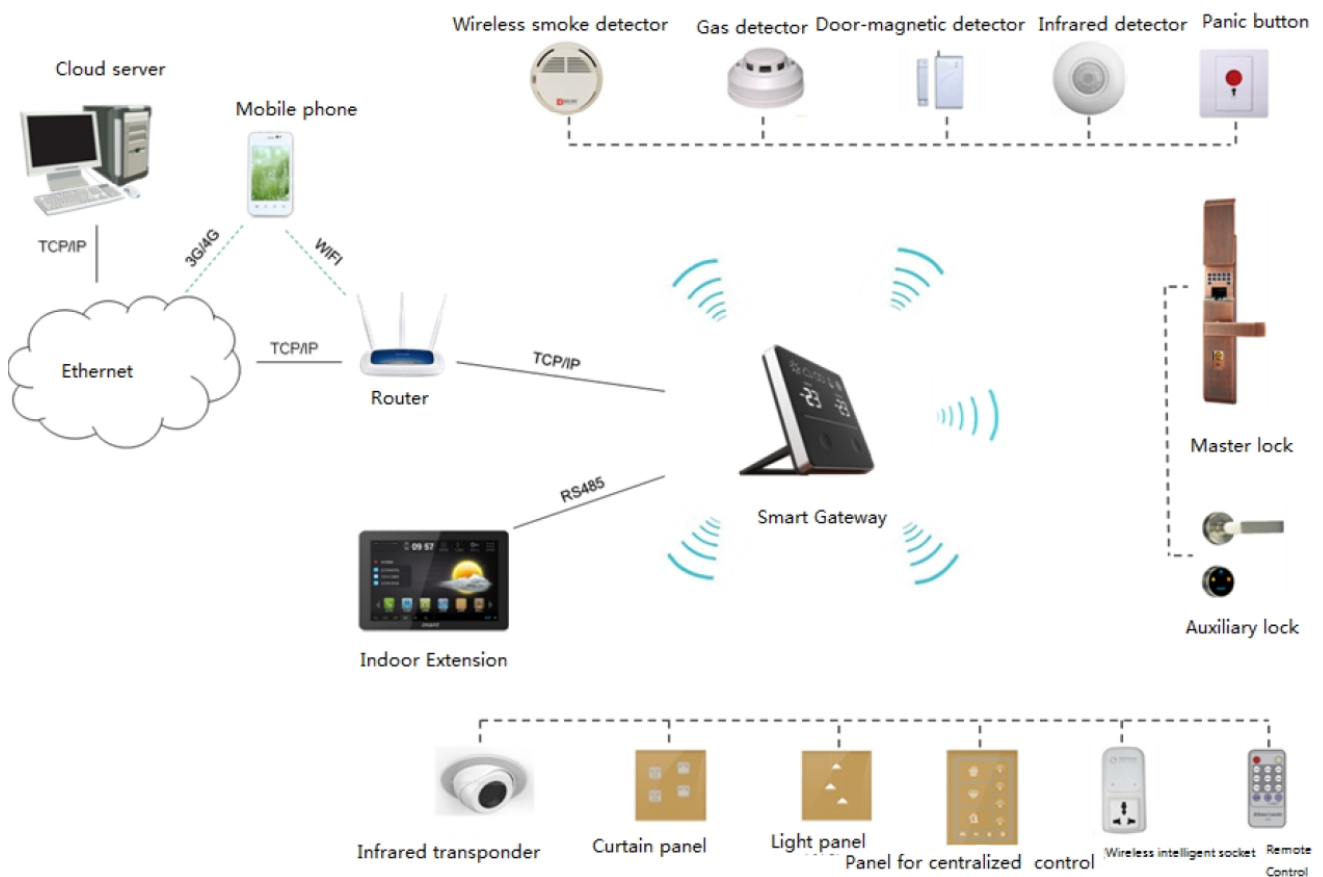 Wireless smoke detector
Gas detector
Door-magnetic detector
Infrared detector
Panic button
Cloud server
Mobile phone
TCP/IP
3G/4G
WIFI
Ethernet
TCP/IP
Router
TCP/IP
Smart Gateway
RS485
09 57
Indoor Extension
Master lock
Auxiliary lock
Infrared transponder
Curtain panel
Light panel
Panel for centralized control
Wireless intelligent socket
Remote
Control